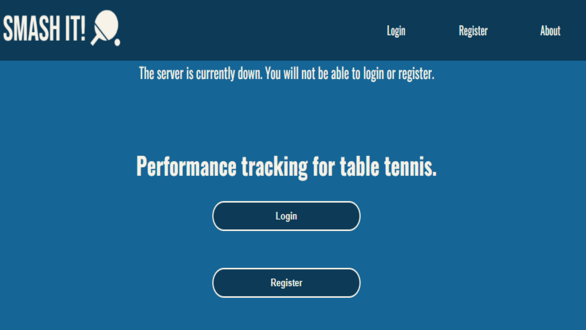 SMASH IT!
Login Register About
The server is currently down. You will not be able to login or register.
Performance tracking for table tennis.
Login
Register